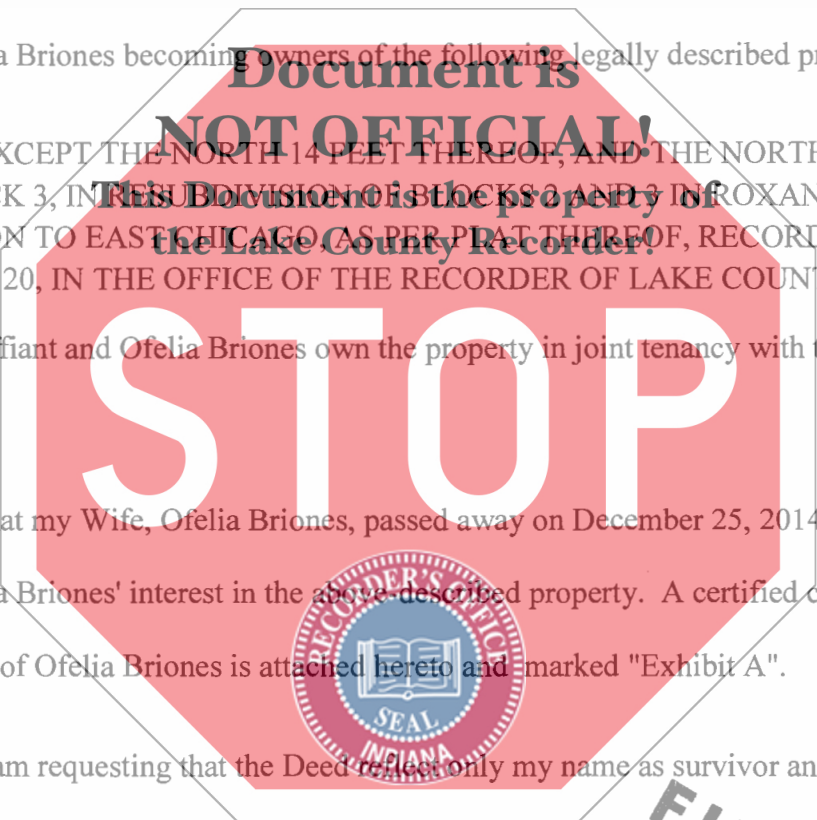 a Briones becoming owners of the following legally described
Document is
NOT OFFICIAL!
XCEPT THE NORTH 14 FEET THEREOF, AND THE NORTH
This Document is the property of
K 3, IN RESUBDIVISION OF BLOCKS 2 AND 3 IN ROXAN
the Lake County Recorder!
N TO EAST CHICAGO, AS PER PLAT THEREOF, RECOR
20, IN THE OFFICE OF THE RECORDER OF LAKE COUN
fiant and Ofelia Briones own the property in joint tenancy with
STOP
at my Wife, Ofelia Briones, passed away on December 25, 2014
a Briones' interest in the above-described property. A certified
RECORDER'S OFFICE
SEAL
INDIANA
of Ofelia Briones is attached hereto and marked "Exhibit A".
am requesting that the Deed reflect only my name as survivor an